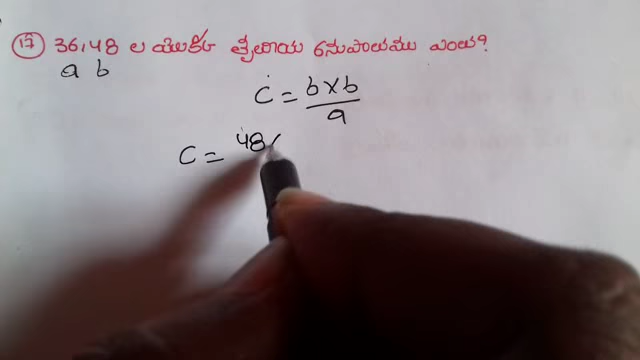 17 36,48 ల యొక్క తృతీయ అనుపాతము ఎంత?
a b
c = b×b
a
c = 48